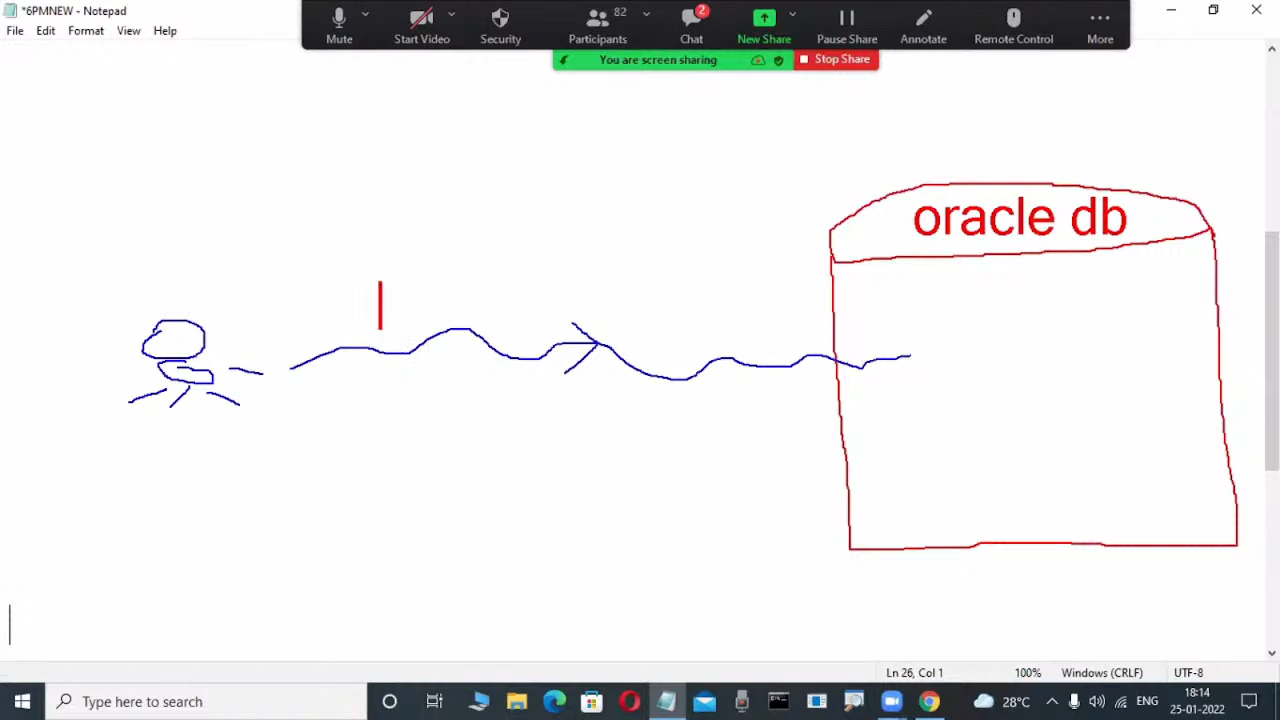 *6PMNEW - Notepad
File Edit Format View Help
Mute Start Video Security Participants 82 Chat 2 New Share Pause Share Annotate Remote Control More
You are screen sharing Stop Share
oracle db
Ln 26, Col 1 100% Windows (CRLF) UTF-8
Type here to search
28°C ENG 18:14
25-01-2022